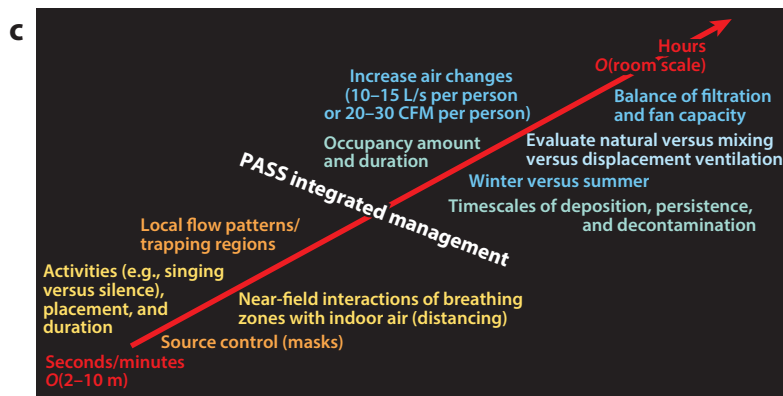 c
Hours
O(room scale)
Increase air changes
(10–15 L/s per person
or 20–30 CFM per person)
Balance of filtration
and fan capacity
Occupancy amount
and duration
Evaluate natural versus mixing
versus displacement ventilation
PASS integrated management
Winter versus summer
Timescales of deposition, persistence,
and decontamination
Local flow patterns/
trapping regions
Activities (e.g., singing
versus silence),
placement, and
duration
Near-field interactions of breathing
zones with indoor air (distancing)
Source control (masks)
Seconds/minutes
O(2–10 m)